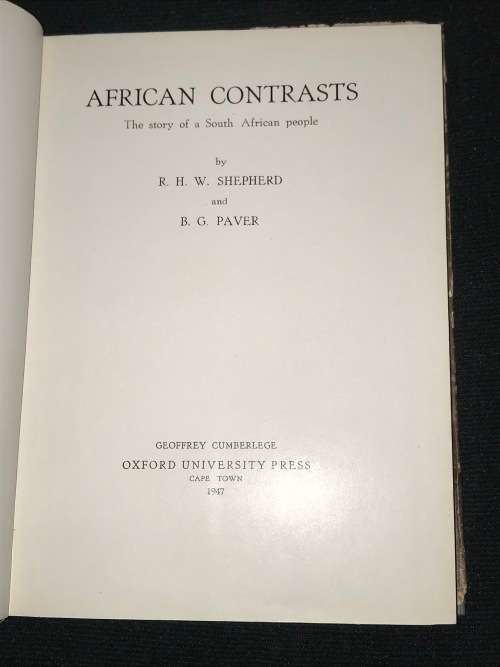 AFRICAN CONTRASTS
The story of a South African people
by
R. H. W. SHEPHERD
and
B. G. PAVER
GEOFFREY CUMBERLEGE
OXFORD UNIVERSITY PRESS
CAPE TOWN
1947